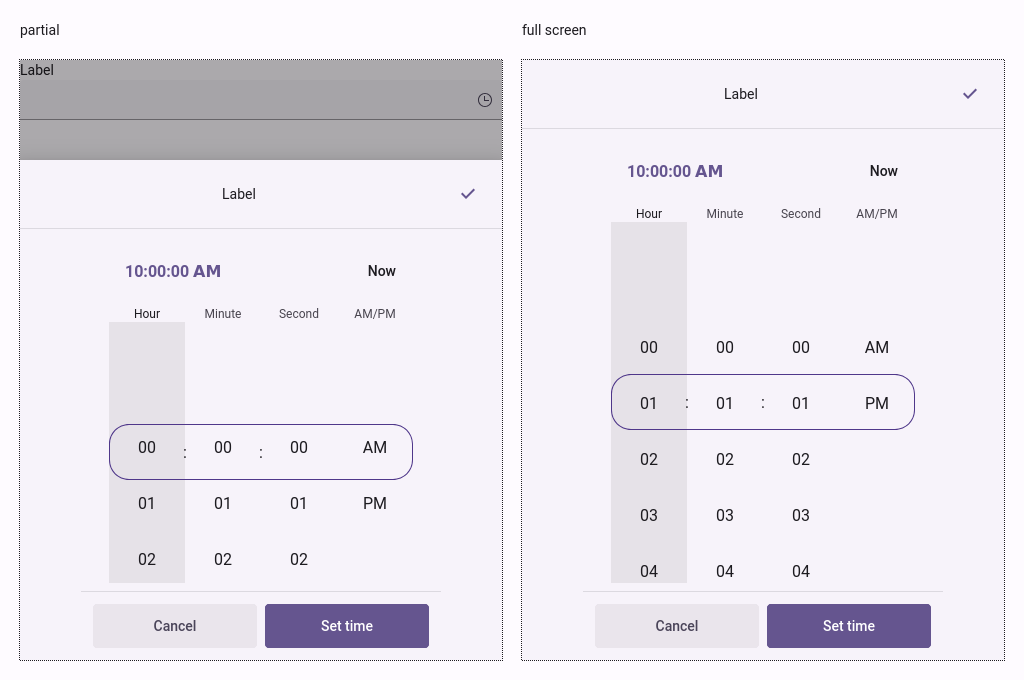 partial
Label
Label
10:00:00 AM Now
Hour Minute Second AM/PM
00 : 00 : 00 AM
01 01 01 PM
02 02 02
Cancel Set time
full screen
Label
10:00:00 AM Now
Hour Minute Second AM/PM
00 00 00 AM
01 : 01 : 01 PM
02 02 02
03 03 03
04 04 04
Cancel Set time